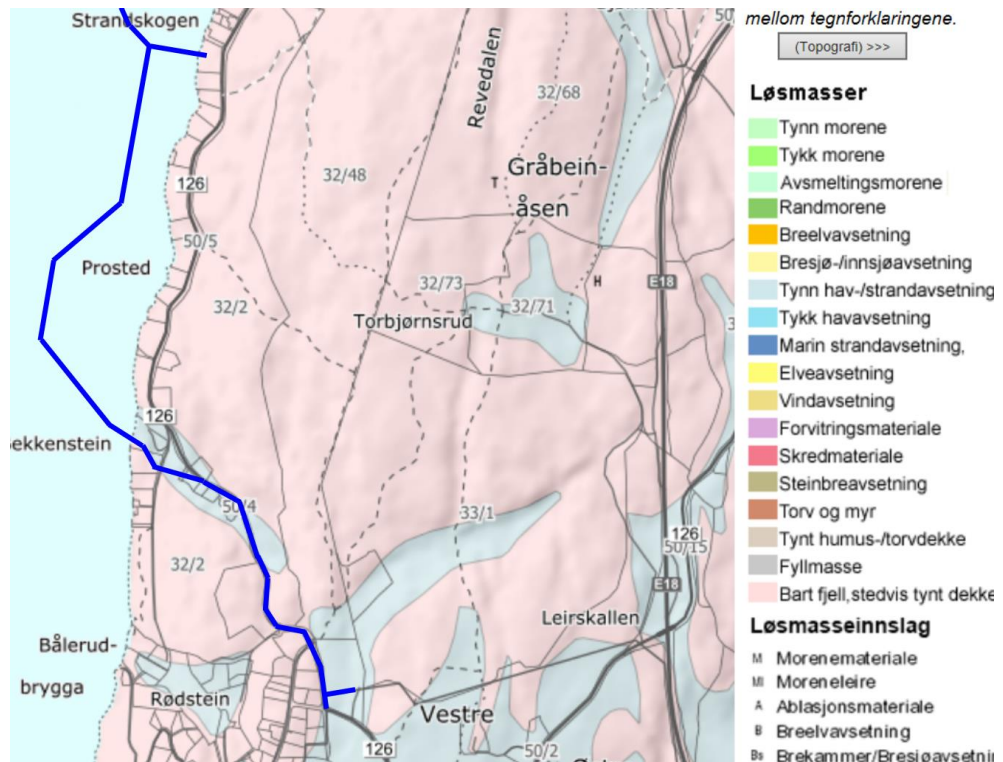 Strandskogen
Revedalen
32/68
32/48
Gråbein-
åsen
T
126
50/5
Prosted
32/2
32/73
32/71
H
E18
Torbjørnsrud
126
ekkenstein
50/4
33/1
126
50/15
32/2
E18
Leirskallen
Bålerud-
brygga
Rødstein
Vestre
126
50/2
mellom tegnforklaringene.
(Topografi) >>>
Løsmasser
Tynn morene
Tykk morene
Avsmeltingsmorene
Randmorene
Breelvavsetning
Bresjø-/innsjøavsetning
Tynn hav-/strandavsetning
Tykk havavsetning
Marin strandavsetning,
Elveavsetning
Vindavsetning
Forvitringsmateriale
Skredmateriale
Steinbreavsetning
Torv og myr
Tynt humus-/torvdekke
Fyllmasse
Bart fjell,stedvis tynt dekke
Løsmasseinnslag
M Morenemateriale
Ml Moreneleire
A Ablasjonsmateriale
B Breelvavsetning
Bs Brekammer/Bresjøavsetnin